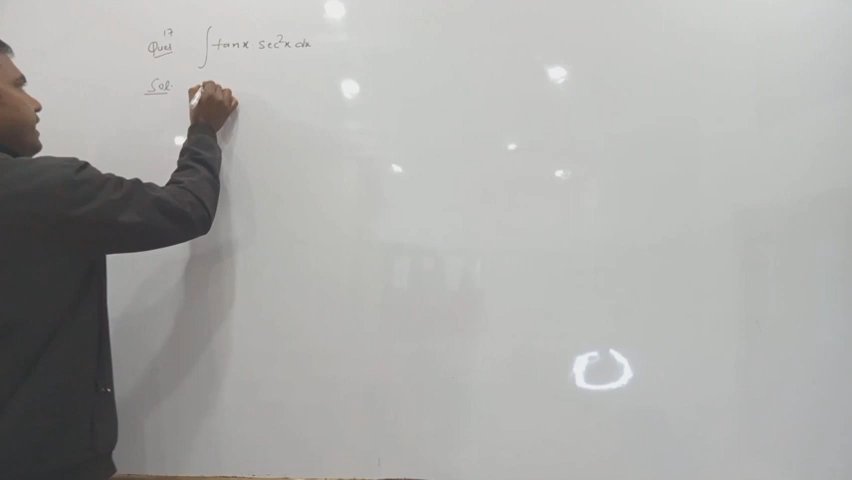 17
Ques ∫ tanx sec²x dx
Sol.